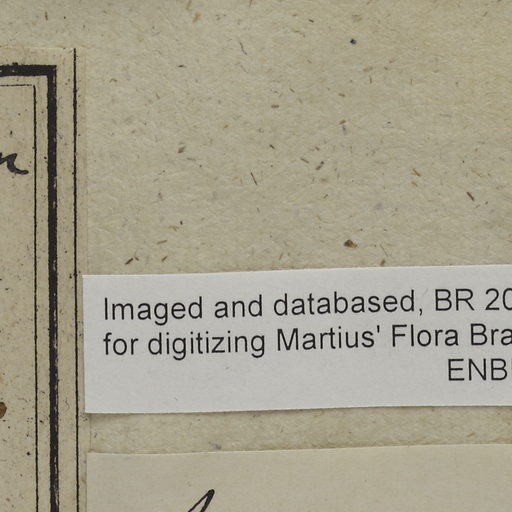 Imaged and databased, BR 20
for digitizing Martius' Flora Bra
ENB